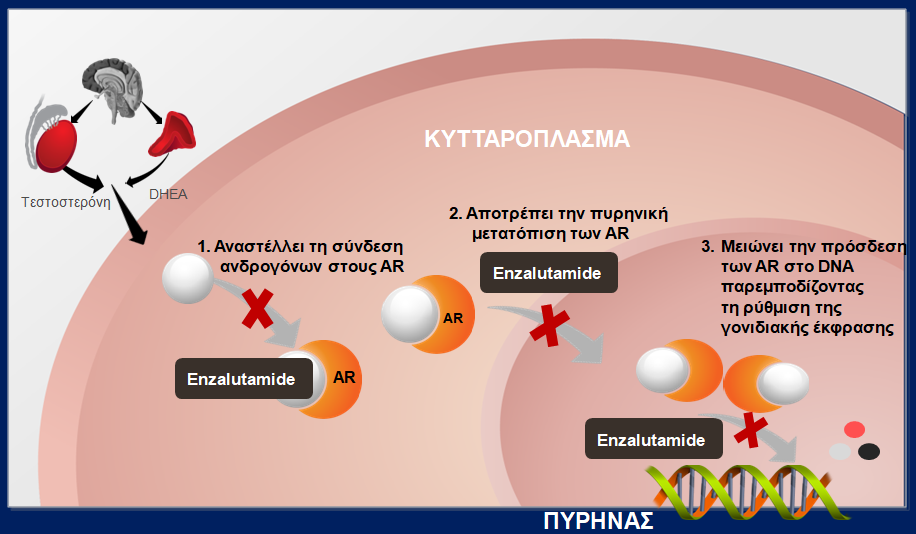 ΚΥΤΤΑΡΟΠΛΑΣΜΑ
Τεστοστερόνη
DHEA
1. Αναστέλλει τη σύνδεση
ανδρογόνων στους AR
Enzalutamide
AR
2. Αποτρέπει την πυρηνική
μετατόπιση των AR
Enzalutamide
AR
3. Μειώνει την πρόσδεση
των AR στο DNA
παρεμποδίζοντας
τη ρύθμιση της
γονιδιακής έκφρασης
Enzalutamide
ΠΥΡΗΝΑΣ